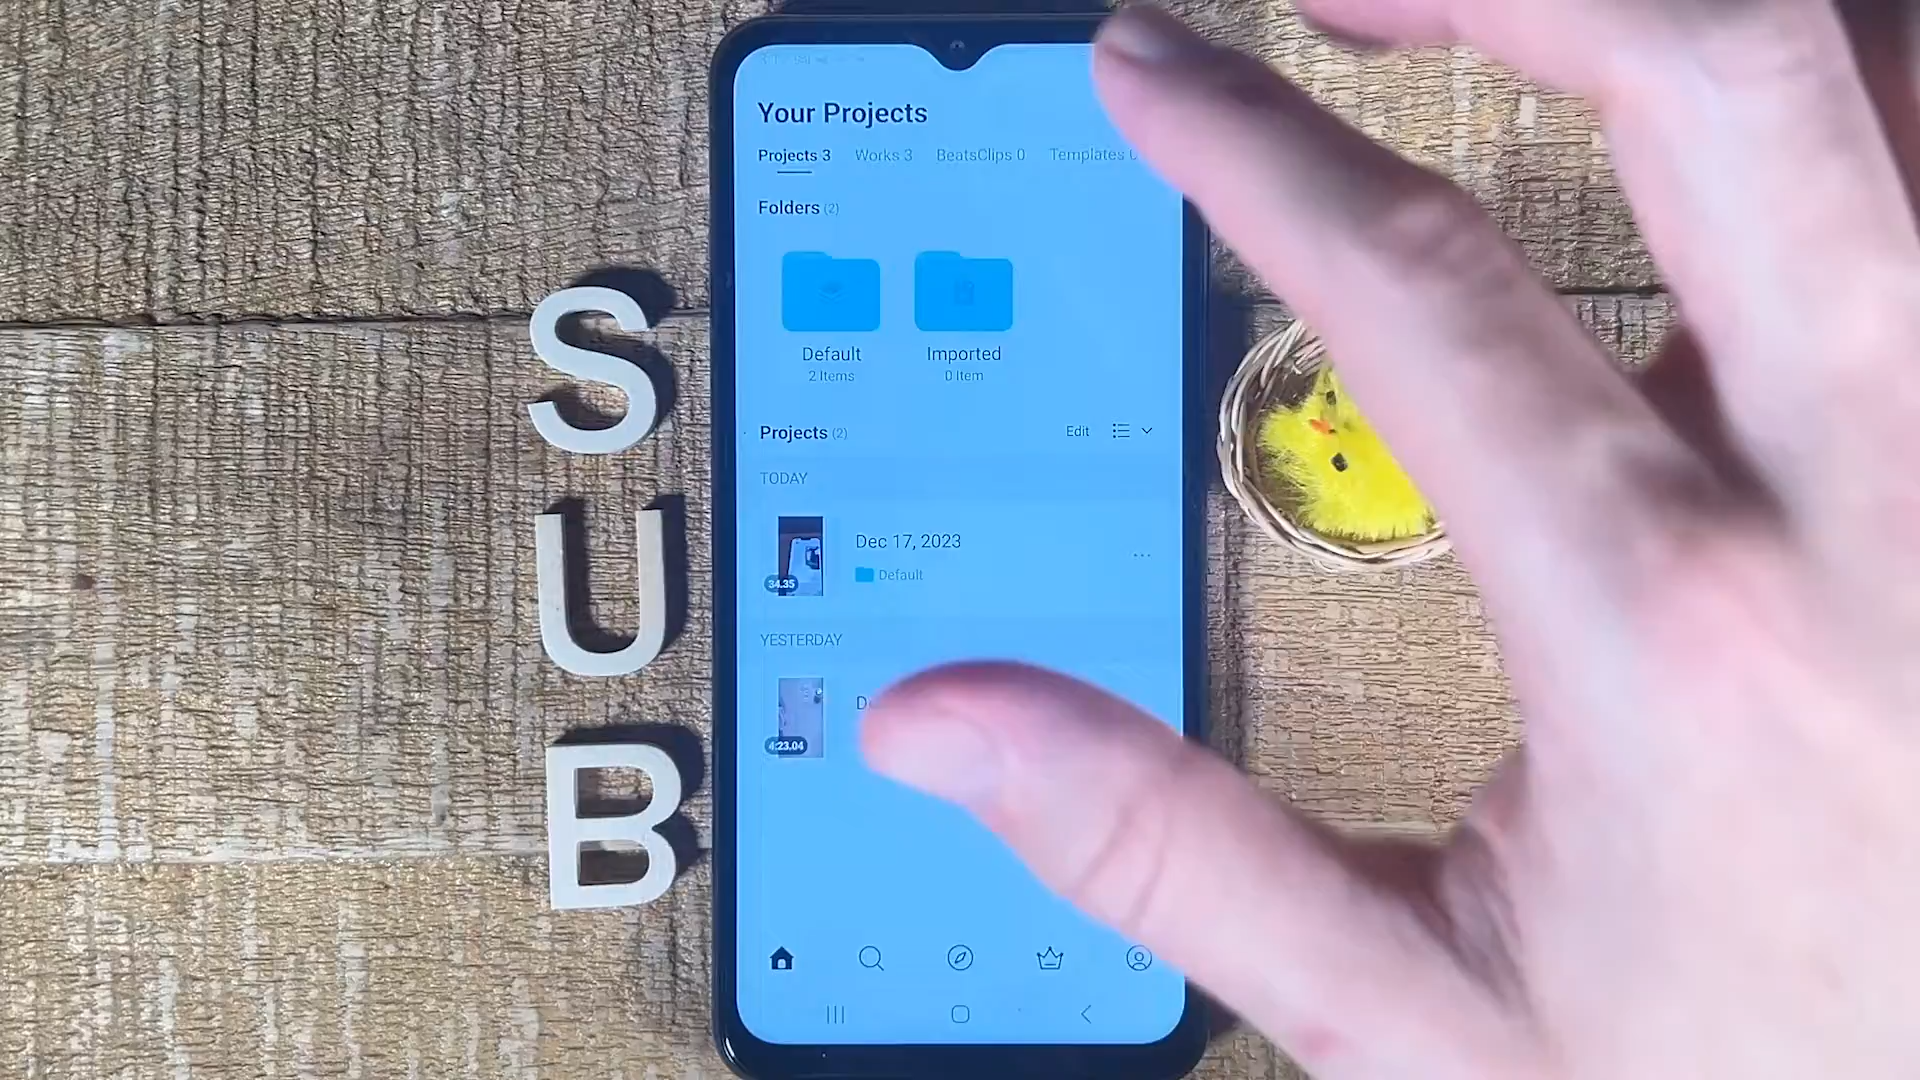 Your Projects
Projects 3 Works 3 BeatsClips 0 Templates
Folders (2)
Default Imported
2 Items 0 Item
Projects (2) Edit
TODAY
Dec 17, 2023
34.35 Default
YESTERDAY
4:23.04
S
U
B